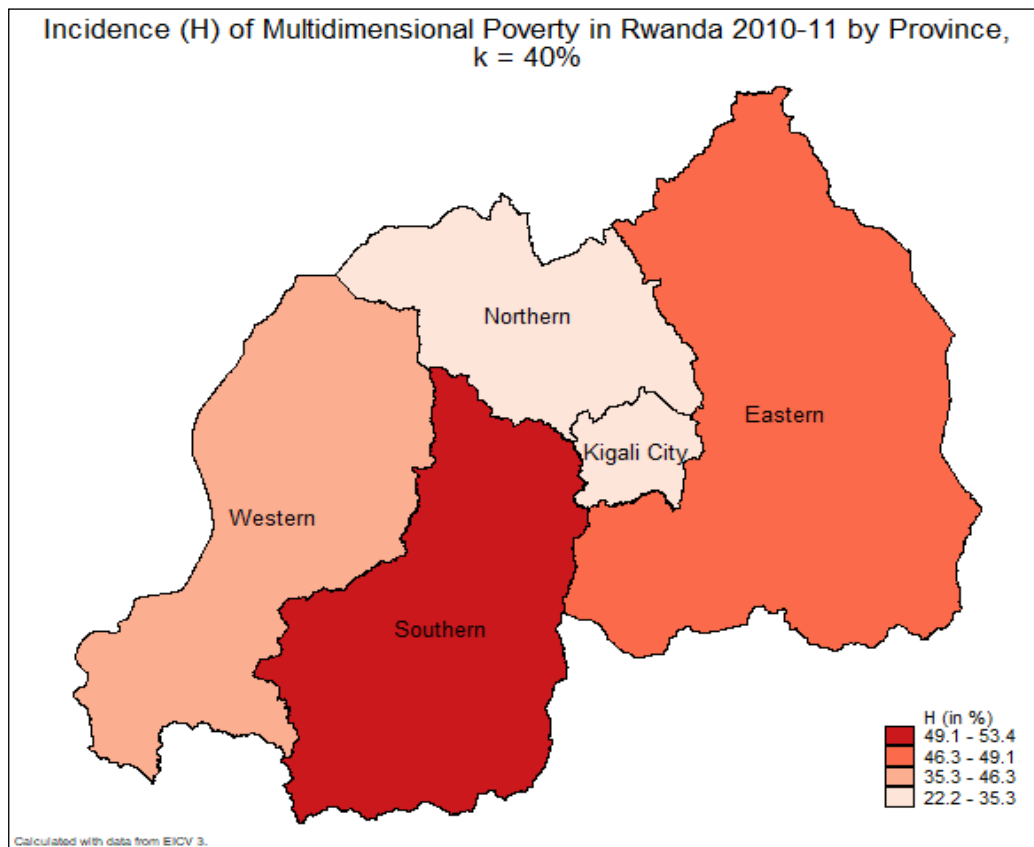 Incidence (H) of Multidimensional Poverty in Rwanda 2010-11 by Province,
k = 40%
Northern
Eastern
Kigali City
Western
Southern
H (in %)
49.1 - 53.4
46.3 - 49.1
35.3 - 46.3
22.2 - 35.3
Calculated with data from EICV 3.